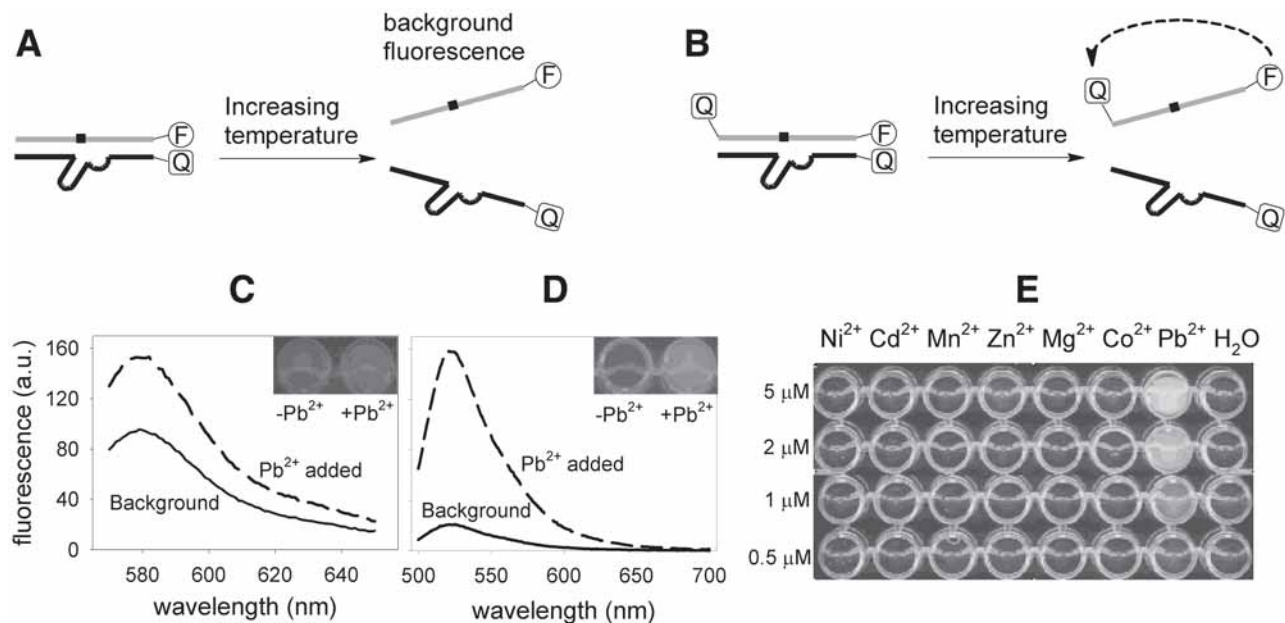 A
background
fluorescence
F
Increasing
temperature
F
Q
Q
B
Q
F
Q
Increasing
temperature
Q
F
Q
C
fluorescence (a.u.)
160
120
80
40
0
-Pb²⁺ +Pb²⁺
Pb²⁺ added
Background
580 600 620 640
wavelength (nm)
D
-Pb²⁺ +Pb²⁺
Pb²⁺ added
Background
500 550 600 650 700
wavelength (nm)
E
Ni²⁺ Cd²⁺ Mn²⁺ Zn²⁺ Mg²⁺ Co²⁺ Pb²⁺ H₂O
5 μM
2 μM
1 μM
0.5 μM